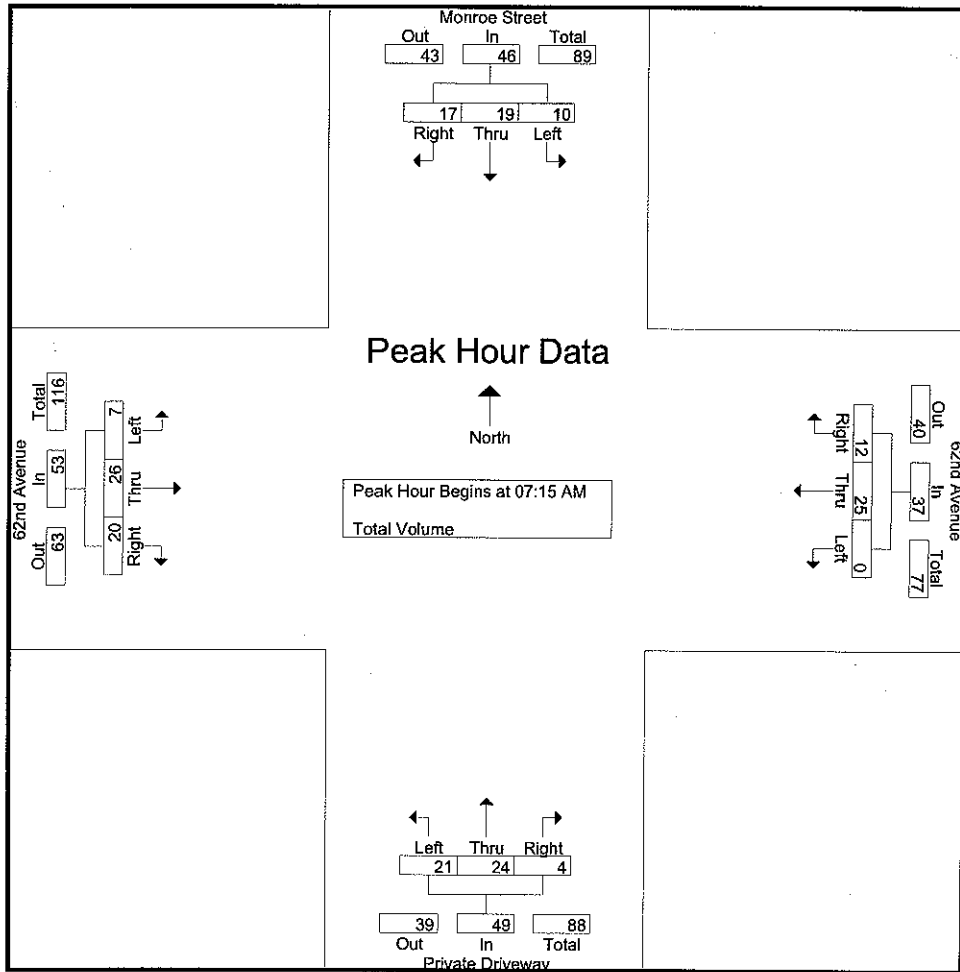 Monroe Street
Out In Total
43 46 89
17 19 10
Right Thru Left
Peak Hour Data
North
Peak Hour Begins at 07:15 AM
Total Volume
62nd Avenue
Out In Total
63 53 116
Left Thru Right
7 26 20
62nd Avenue
Out In Total
40 37 77
Right Thru Left
12 25 0
Left Thru Right
21 24 4
39 49 88
Out In Total
Private Driveway